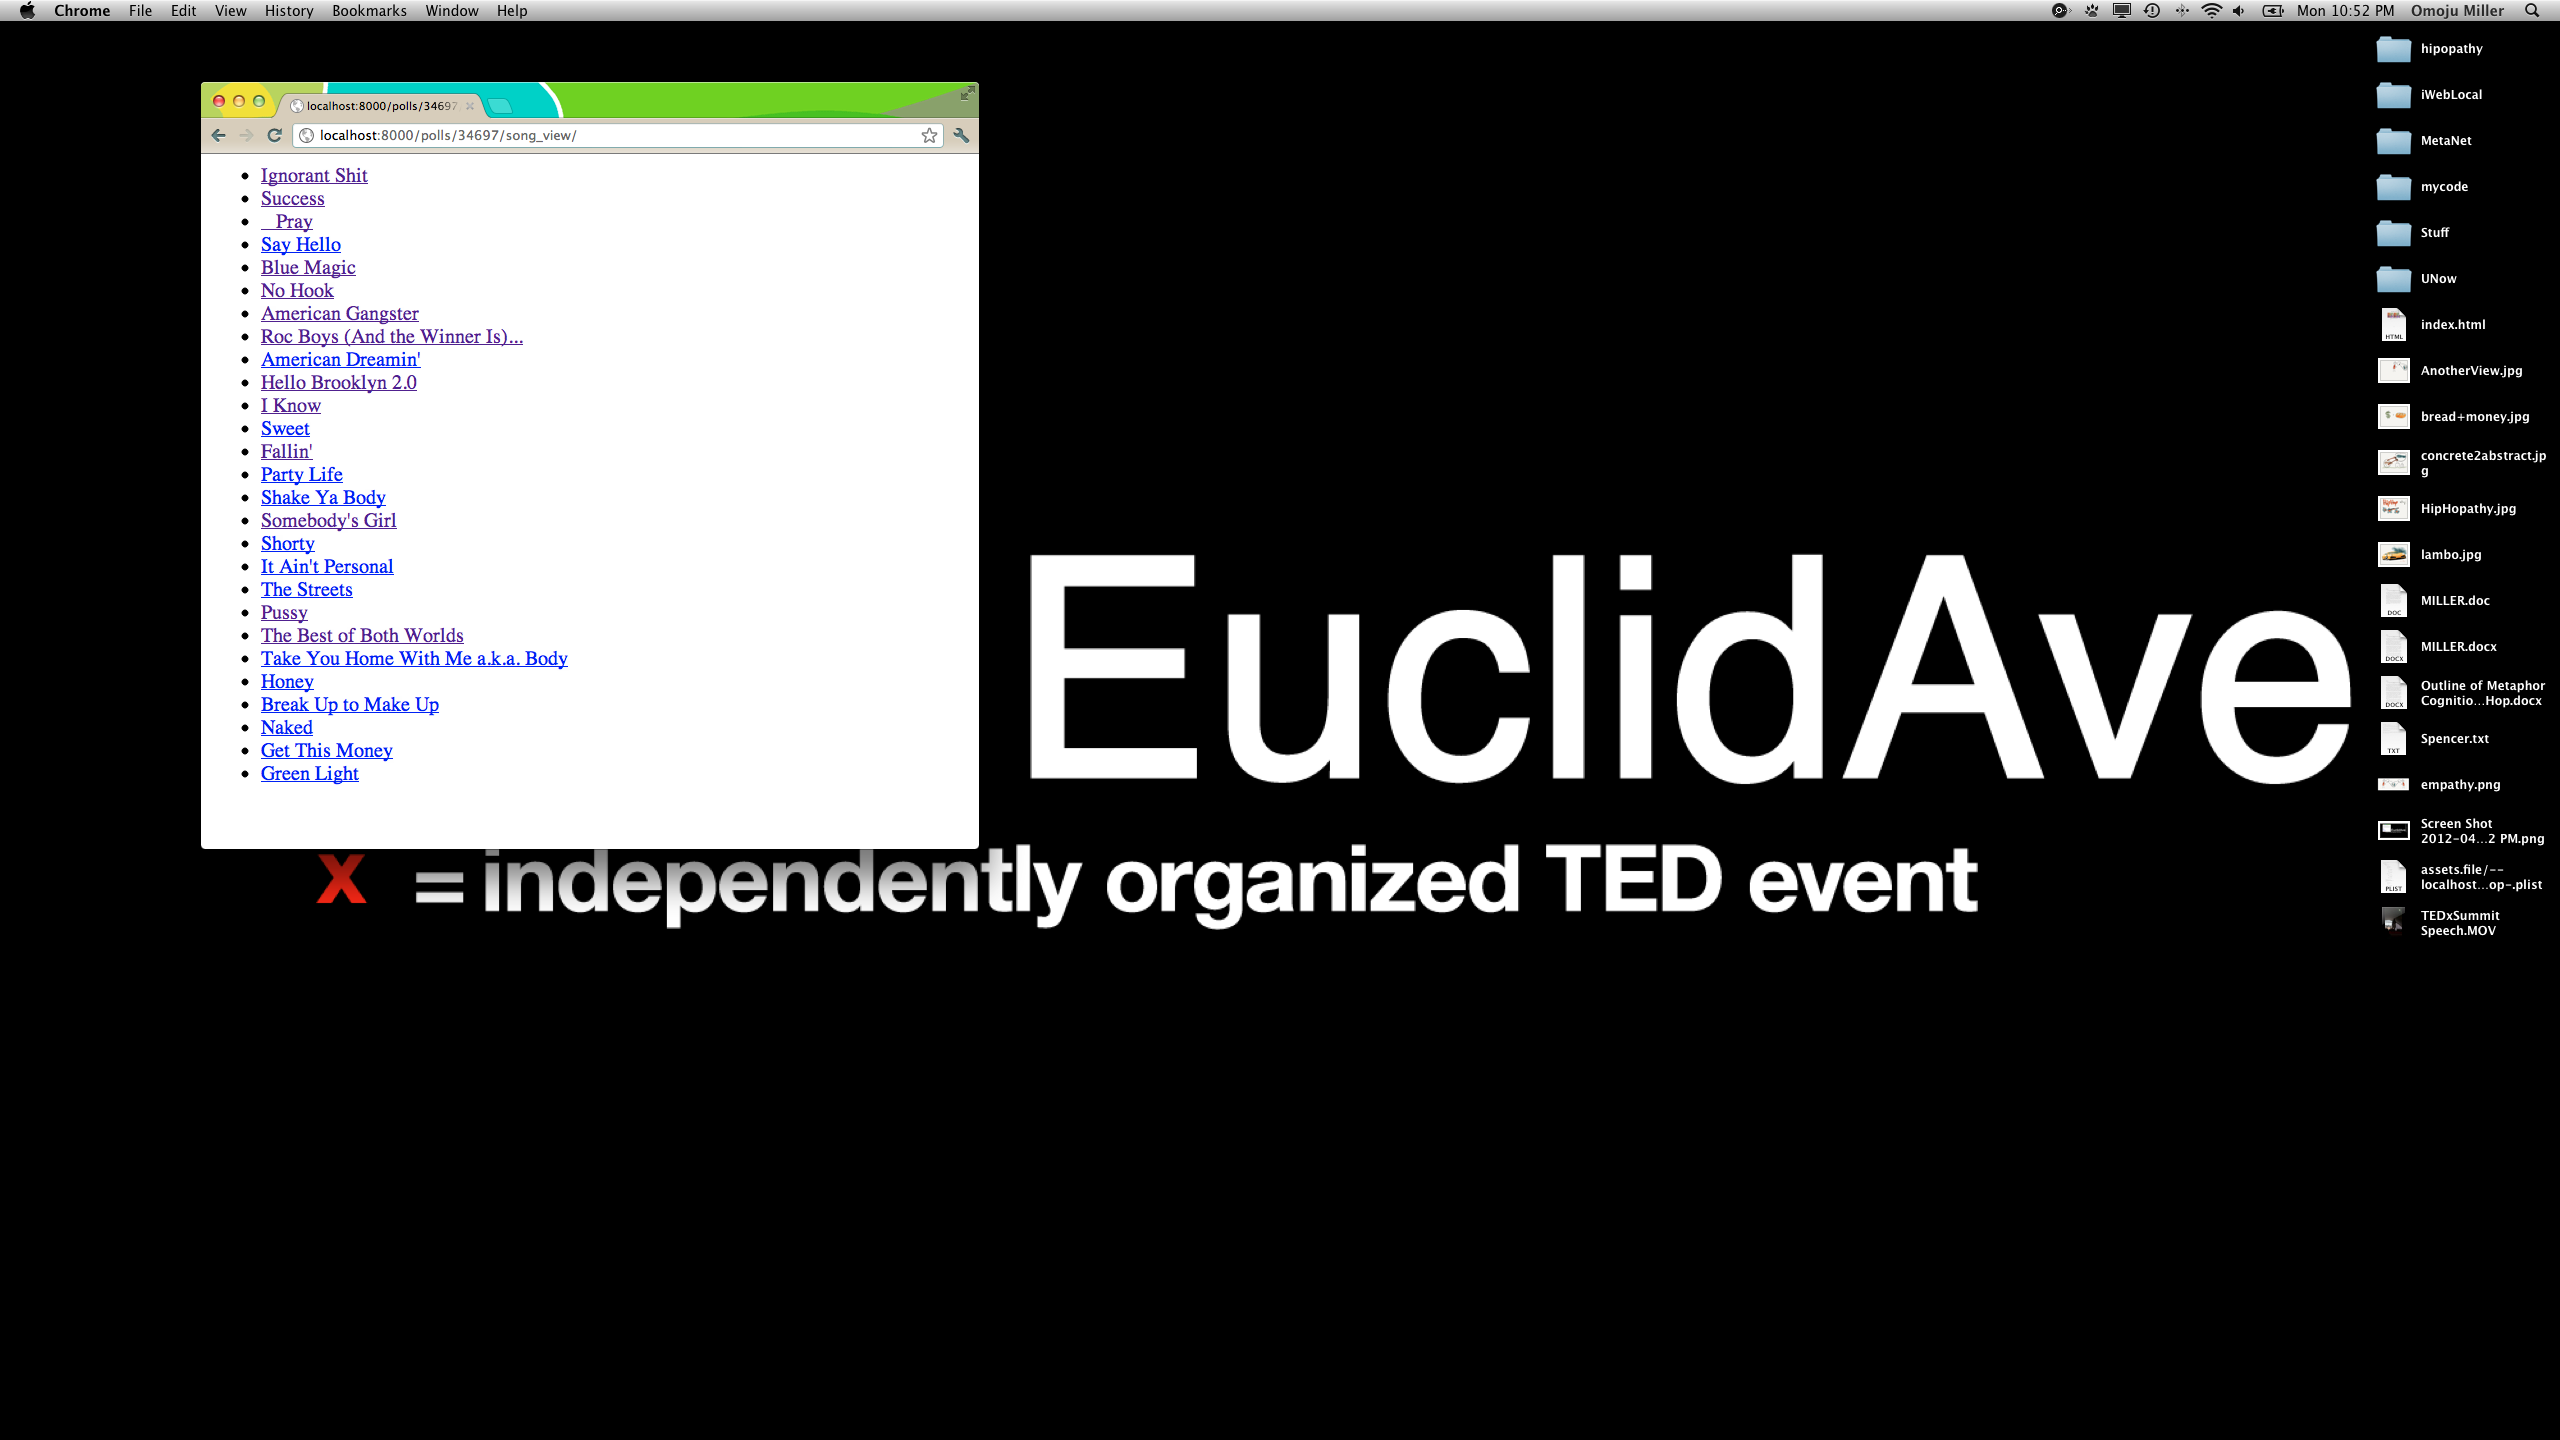 Chrome File Edit View History Bookmarks Window Help
Mon 10:52 PM Omoju Miller
localhost:8000/polls/34697
localhost:8000/polls/34697/song_view/
Ignorant Shit
Success
Pray
Say Hello
Blue Magic
No Hook
American Gangster
Roc Boys (And the Winner Is)...
American Dreamin'
Hello Brooklyn 2.0
I Know
Sweet
Fallin'
Party Life
Shake Ya Body
Somebody's Girl
Shorty
It Ain't Personal
The Streets
Pussy
The Best of Both Worlds
Take You Home With Me a.k.a. Body
Honey
Break Up to Make Up
Naked
Get This Money
Green Light
EuclidAve
x = independently organized TED event
hipopathy
iWebLocal
MetaNet
mycode
Stuff
UNow
HTML
index.html
AnotherView.jpg
bread+money.jpg
concrete2abstract.jp
g
HipHopathy.jpg
lambo.jpg
DOC
MILLER.doc
DOCX
MILLER.docx
DOCX
Outline of Metaphor
Cognitio...Hop.docx
TXT
Spencer.txt
empathy.png
Screen Shot
2012-04...2 PM.png
PLIST
assets.file/--
localhost...op-.plist
TEDxSummit
Speech.MOV